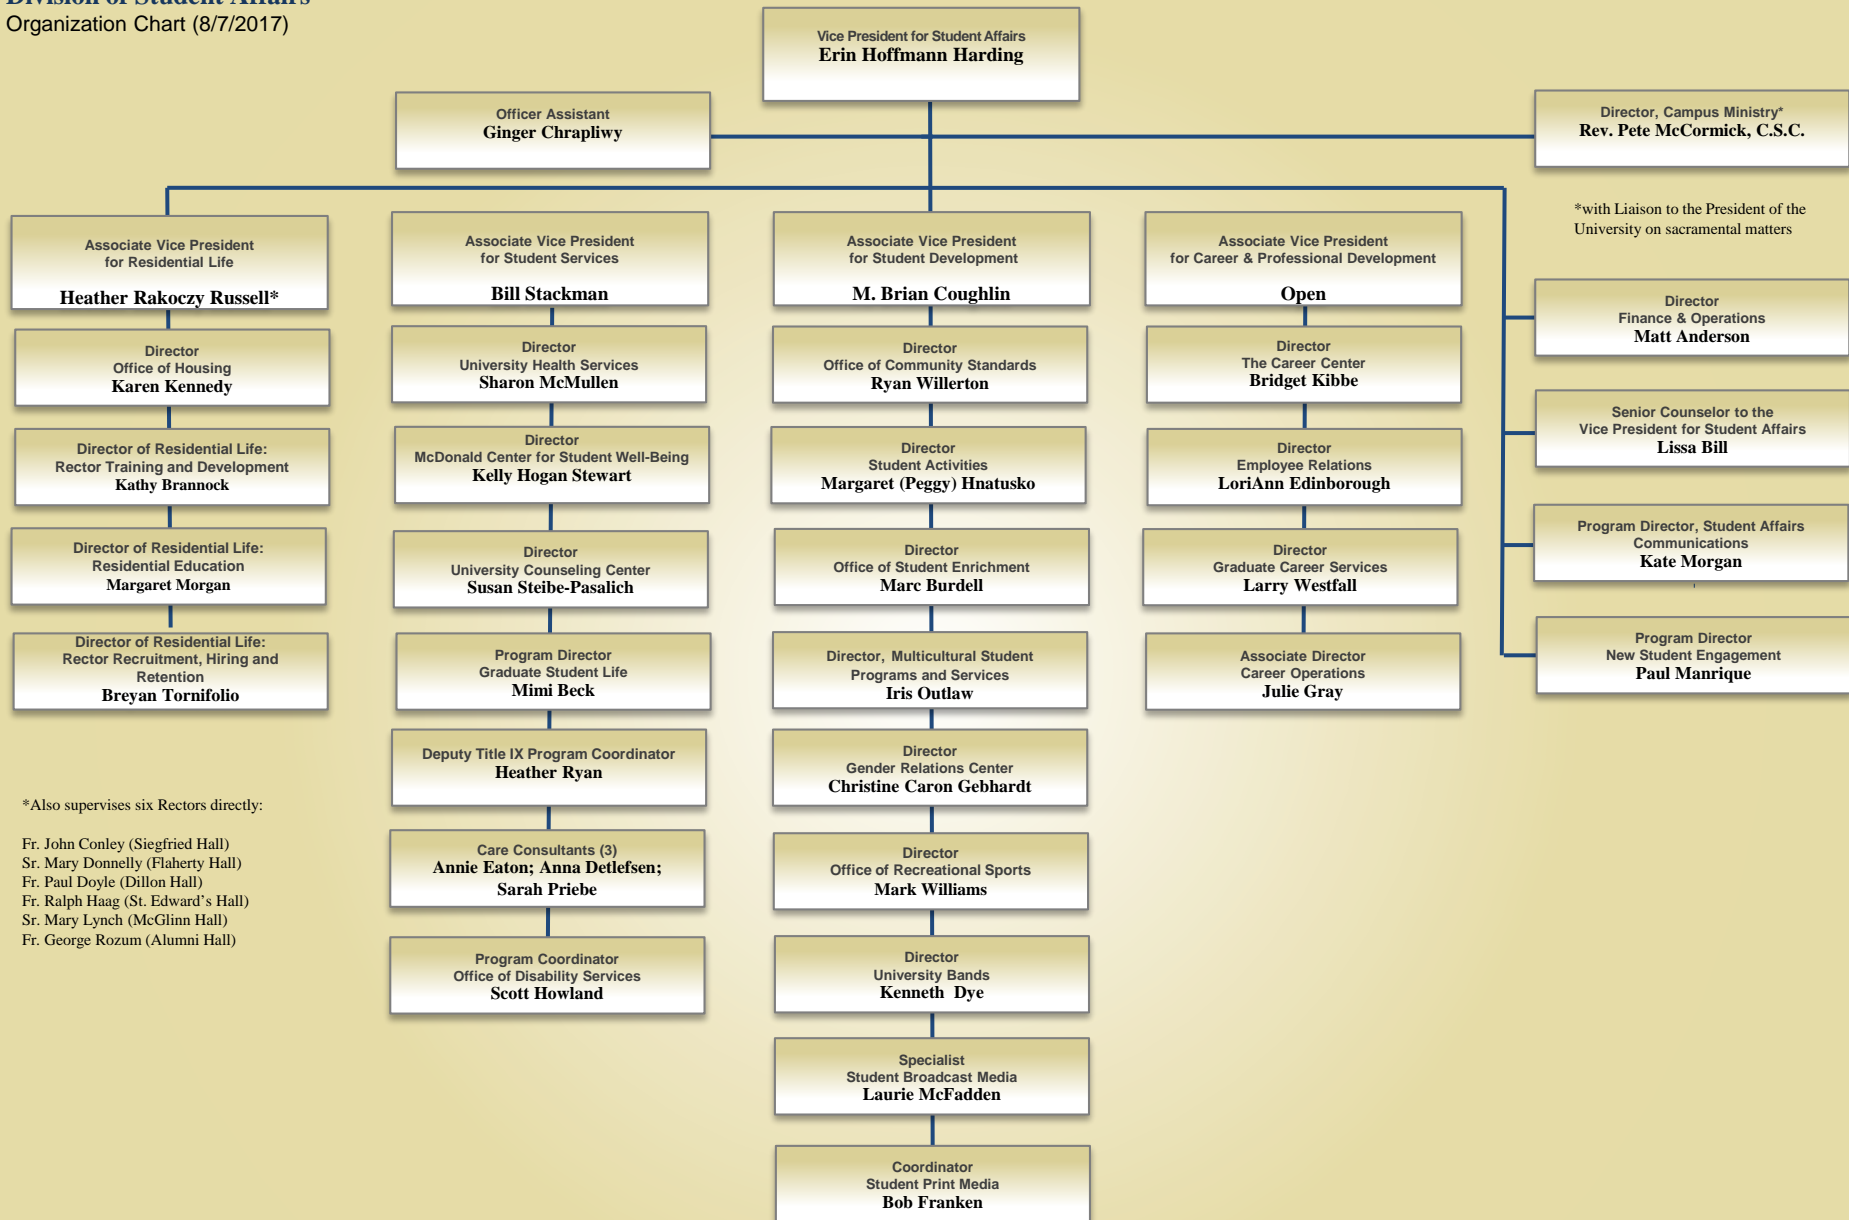 Division of Student Affairs
Organization Chart (8/7/2017)
Vice President for Student Affairs
Erin Hoffmann Harding
Officer Assistant
Ginger Chrapliwy
Director, Campus Ministry*
Rev. Pete McCormick, C.S.C.
*with Liaison to the President of the
University on sacramental matters
Associate Vice President
for Residential Life
Heather Rakoczy Russell*
Director
Office of Housing
Karen Kennedy
Director of Residential Life:
Rector Training and Development
Kathy Brannock
Director of Residential Life:
Residential Education
Margaret Morgan
Director of Residential Life:
Rector Recruitment, Hiring and
Retention
Breyan Tornifolio
*Also supervises six Rectors directly:
Fr. John Conley (Siegfried Hall)
Sr. Mary Donnelly (Flaherty Hall)
Fr. Paul Doyle (Dillon Hall)
Fr. Ralph Haag (St. Edward’s Hall)
Sr. Mary Lynch (McGlinn Hall)
Fr. George Rozum (Alumni Hall)
Associate Vice President
for Student Services
Bill Stackman
Director
University Health Services
Sharon McMullen
Director
McDonald Center for Student Well-Being
Kelly Hogan Stewart
Director
University Counseling Center
Susan Steibe-Pasalich
Program Director
Graduate Student Life
Mimi Beck
Deputy Title IX Program Coordinator
Heather Ryan
Care Consultants (3)
Annie Eaton; Anna Detlefsen;
Sarah Priebe
Program Coordinator
Office of Disability Services
Scott Howland
Associate Vice President
for Student Development
M. Brian Coughlin
Director
Office of Community Standards
Ryan Willerton
Director
Student Activities
Margaret (Peggy) Hnatusko
Director
Office of Student Enrichment
Marc Burdell
Director, Multicultural Student
Programs and Services
Iris Outlaw
Director
Gender Relations Center
Christine Caron Gebhardt
Director
Office of Recreational Sports
Mark Williams
Director
University Bands
Kenneth Dye
Specialist
Student Broadcast Media
Laurie McFadden
Coordinator
Student Print Media
Bob Franken
Associate Vice President
for Career & Professional Development
Open
Director
The Career Center
Bridget Kibbe
Director
Employee Relations
LoriAnn Edinborough
Director
Graduate Career Services
Larry Westfall
Associate Director
Career Operations
Julie Gray
Director
Finance & Operations
Matt Anderson
Senior Counselor to the
Vice President for Student Affairs
Lissa Bill
Program Director, Student Affairs
Communications
Kate Morgan
Program Director
New Student Engagement
Paul Manrique